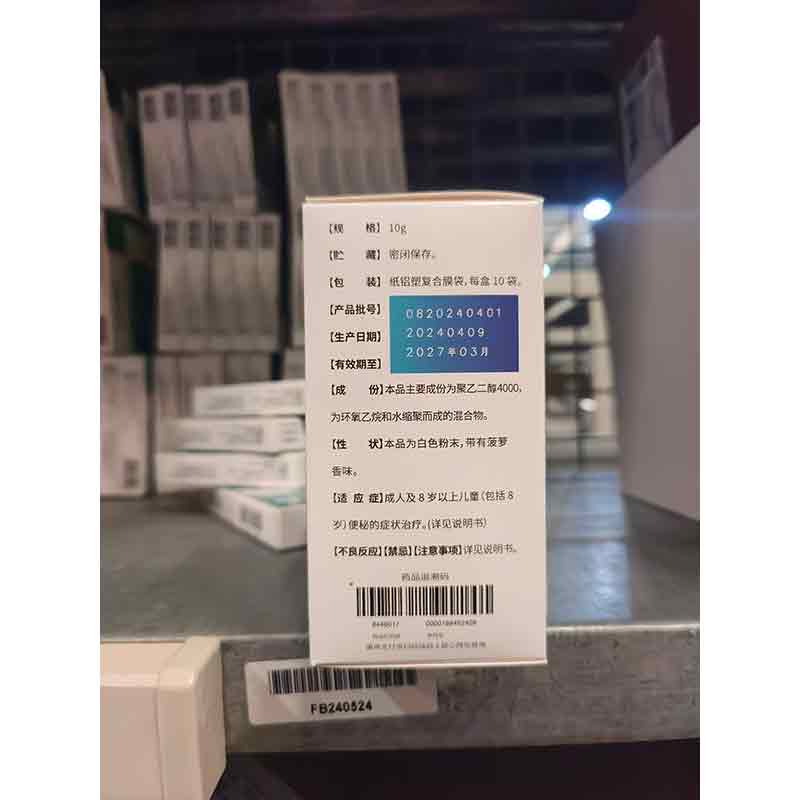 【规 格】10g
【贮 藏】密闭保存。
【包 装】纸铝塑复合膜袋,每盒10袋。
【产品批号】0820240401
【生产日期】20240409
【有效期至】2027年03月
【成 份】本品主要成份为聚乙二醇4000,
为环氧乙烷和水缩聚而成的混合物。
【性 状】本品为白色粉末,带有菠萝
香味。
【适 应 症】成人及8岁以上儿童(包括8
岁)便秘的症状治疗。(详见说明书)
【不良反应】【禁忌】【注意事项】详见说明书。
药品追溯码
FB240524